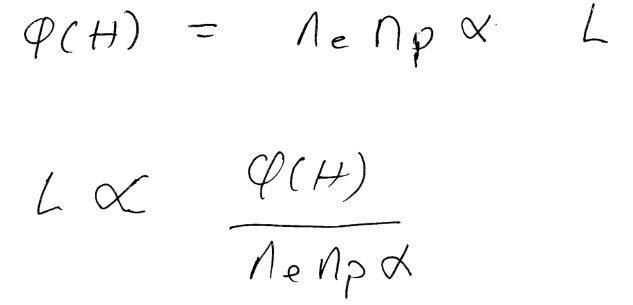 φ(H) = nₑ nₚ α L
L ∝ φ(H) / nₑ nₚ α